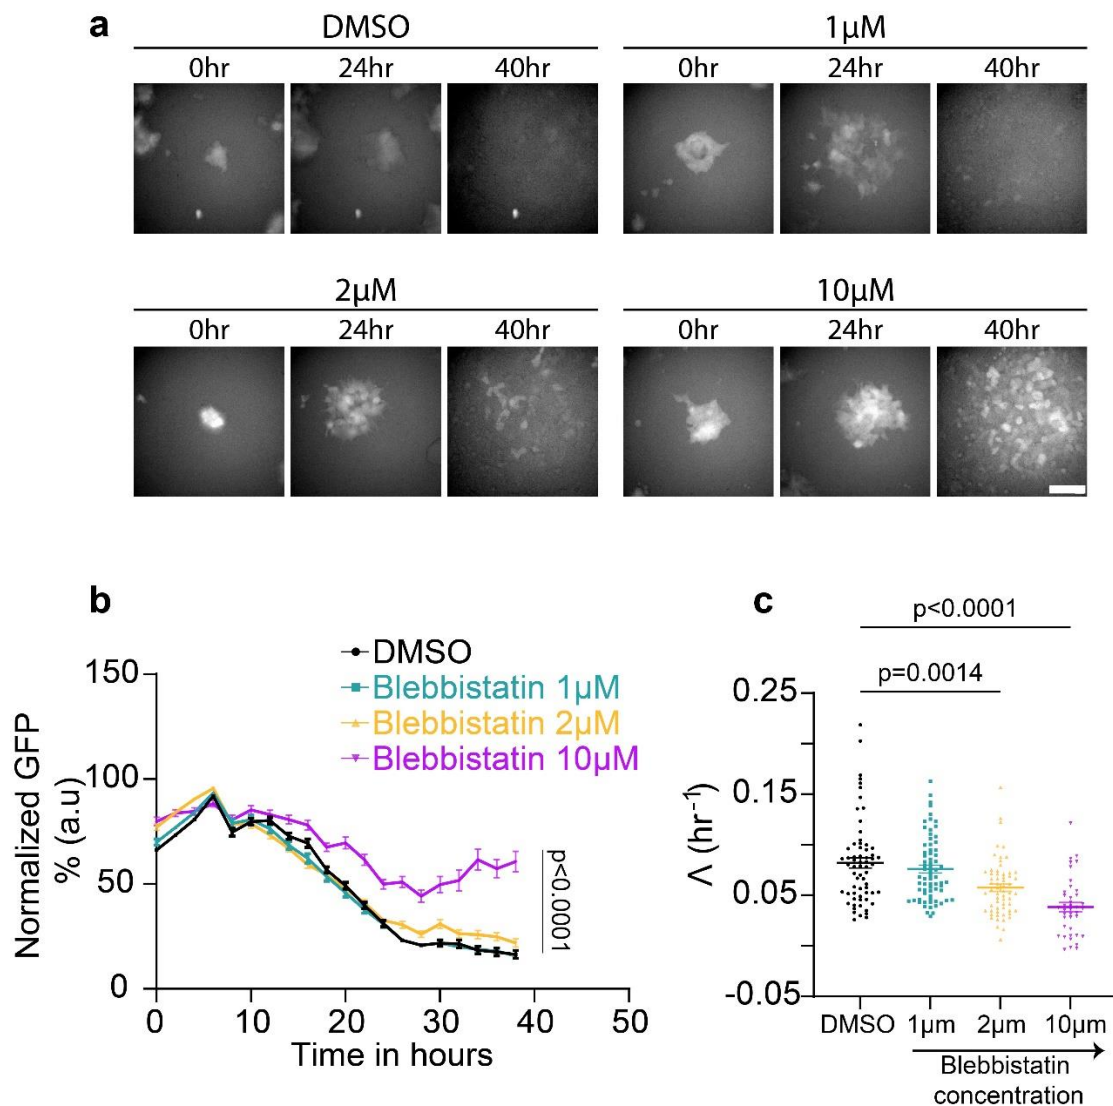 a
DMSO
1µM
0hr 24hr 40hr
0hr 24hr 40hr
2µM
10µM
0hr 24hr 40hr
0hr 24hr 40hr
b
DMSO
Blebbistatin 1µM
Blebbistatin 2µM
Blebbistatin 10µM
Normalized GFP
% (a.u)
150
100
50
0
p<0.0001
0 10 20 30 40 50
Time in hours
c
p<0.0001
p=0.0014
Λ (hr⁻¹)
0.25
0.15
0.05
-0.05
DMSO 1µm 2µm 10µm
Blebbistatin
concentration